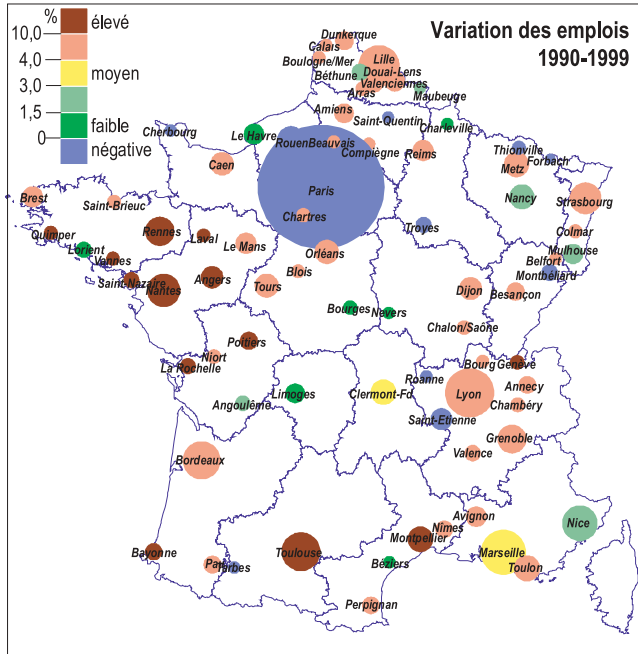 %
élevé
10,0
4,0
moyen
3,0
1,5
faible
0
négative
Variation des emplois
1990-1999
Dunkerque
Calais
Boulogne/Mer
Lille
Béthune
Douai-Lens
Valenciennes
Arras
Maubeuge
Amiens
Saint-Quentin
Cherbourg
Le Havre
Charleville
Rouen
Beauvais
Compiègne
Reims
Thionville
Forbach
Metz
Caen
Paris
Nancy
Strasbourg
Brest
Saint-Brieuc
Chartres
Quimper
Rennes
Laval
Troyes
Colmar
Lorient
Le Mans
Mulhouse
Vannes
Orléans
Belfort
Saint-Nazaire
Angers
Blois
Montbéliard
Nantes
Tours
Dijon
Besançon
Bourges
Nevers
Chalon/Saône
Poitiers
Niort
Bourg
Genève
La Rochelle
Roanne
Annecy
Limoges
Clermont-Fd
Lyon
Angoulême
Chambéry
Saint-Etienne
Grenoble
Bordeaux
Valence
Avignon
Nîmes
Nice
Montpellier
Bayonne
Toulouse
Marseille
Pau
Tarbes
Béziers
Toulon
Perpignan